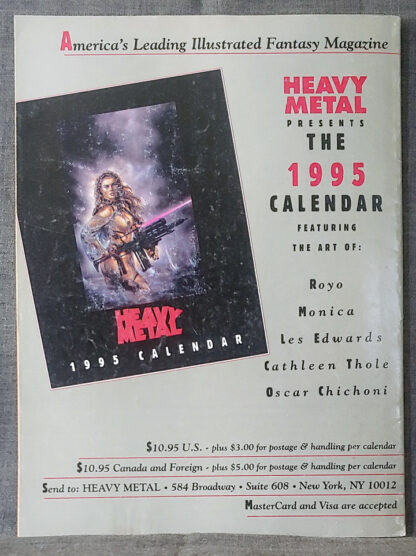 America's Leading Illustrated Fantasy Magazine
HEAVY
METAL
PRESENTS
THE
1995
CALENDAR
FEATURING
THE ART OF:
Royo
Monica
Les Edwards
Cathleen Thole
Oscar Chichoni
HEAVY
METAL
1995 CALENDAR
$10.95 U.S. - plus $3.00 for postage & handling per calendar
$10.95 Canada and Foreign - plus $5.00 for postage & handling per calendar
Send to: HEAVY METAL • 584 Broadway • Suite 608 • New York, NY 10012
MasterCard and Visa are accepted